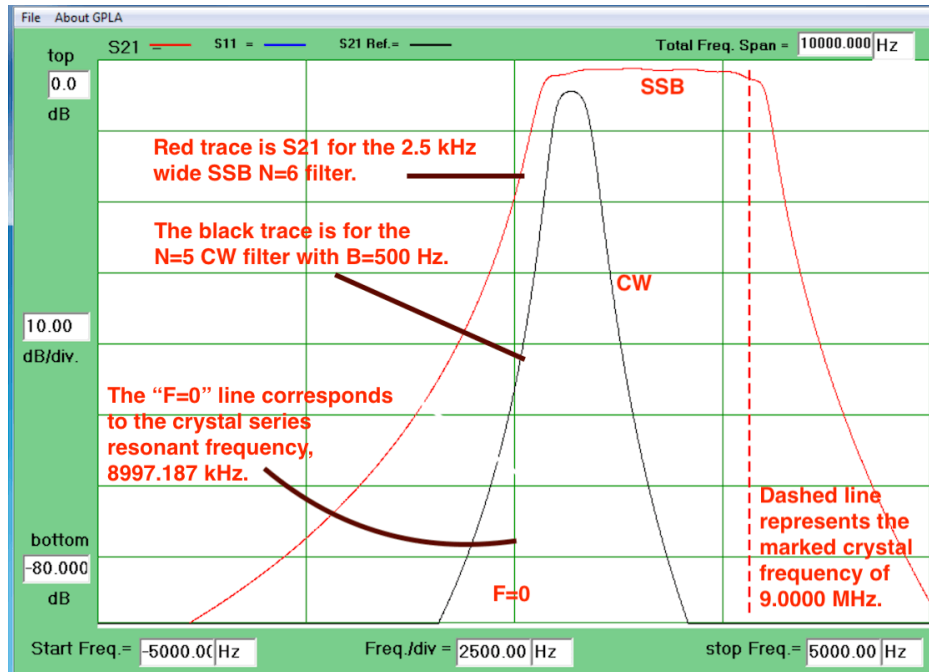 File About GPLA
top
0.0
dB
S21 =
S11 =
S21 Ref.=
Total Freq. Span = 10000.000 Hz
SSB
Red trace is S21 for the 2.5 kHz
wide SSB N=6 filter.
The black trace is for the
N=5 CW filter with B=500 Hz.
CW
10.00
dB/div.
The “F=0” line corresponds
to the crystal series
resonant frequency,
8997.187 kHz.
Dashed line
represents the
marked crystal
frequency of
9.0000 MHz.
bottom
-80.000
dB
F=0
Start Freq.= -5000.0( Hz
Freq./div = 2500.00 Hz
stop Freq.= 5000.00 Hz